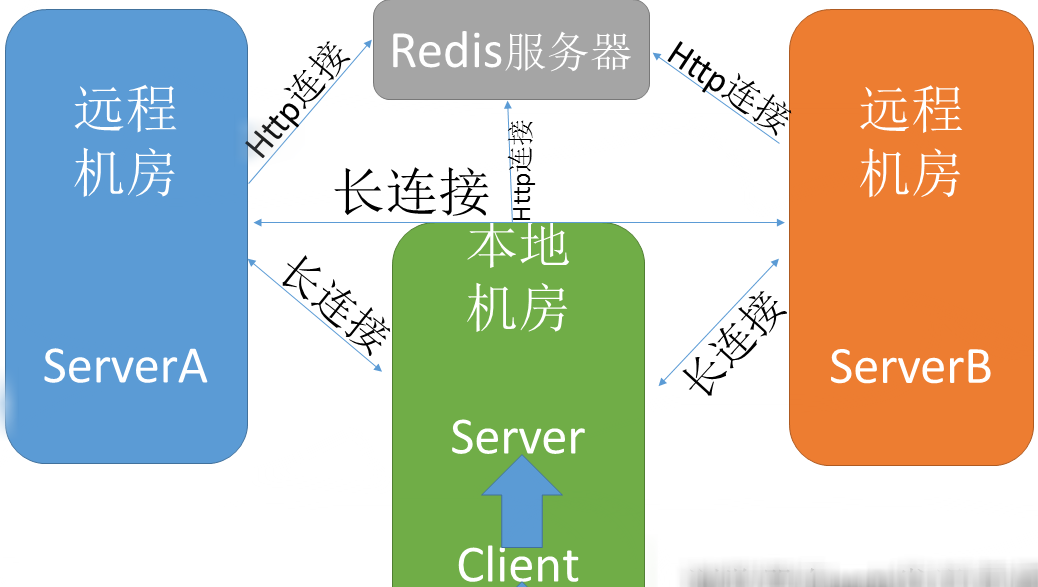 Redis服务器
远程
机房
Http连接
Http连接
远程
机房
Http连接
长连接
本地
机房
长连接
长连接
ServerA
ServerB
Server
Client